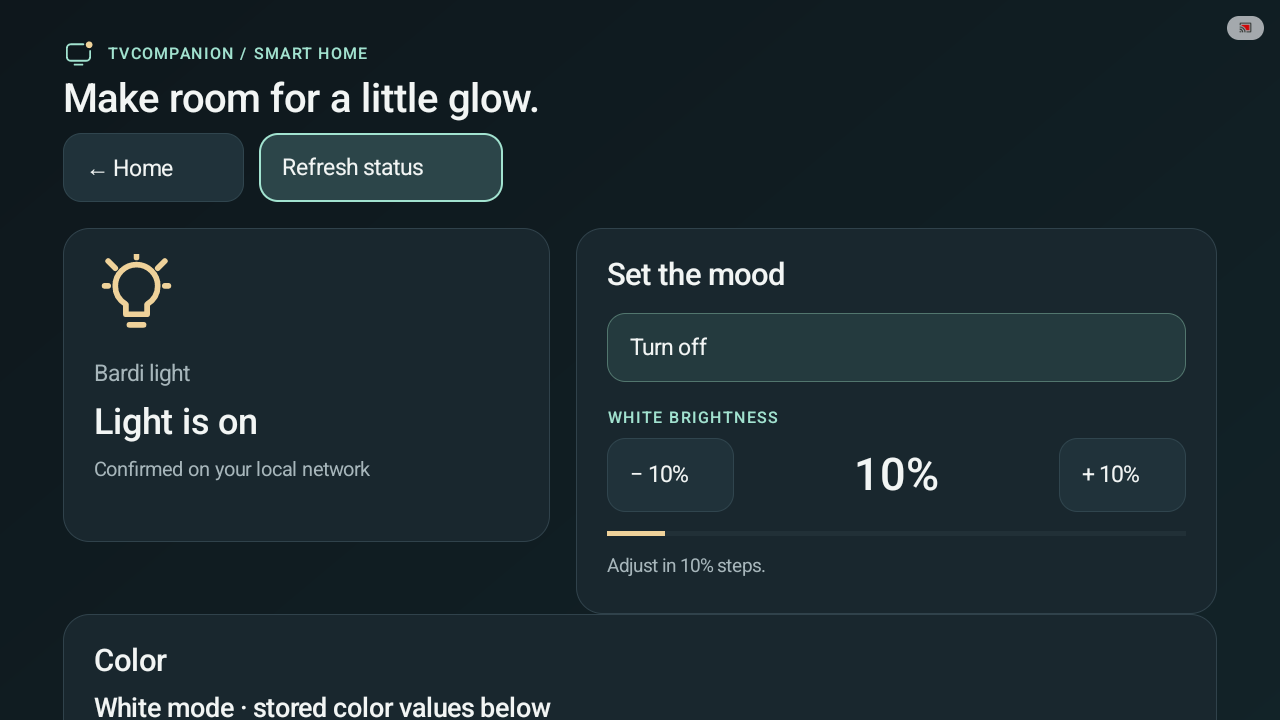 TVCOMPANION / SMART HOME
Make room for a little glow.
← Home
Refresh status
Bardi light
Light is on
Confirmed on your local network
Set the mood
Turn off
WHITE BRIGHTNESS
− 10%
10%
+ 10%
Adjust in 10% steps.
Color
White mode · stored color values below